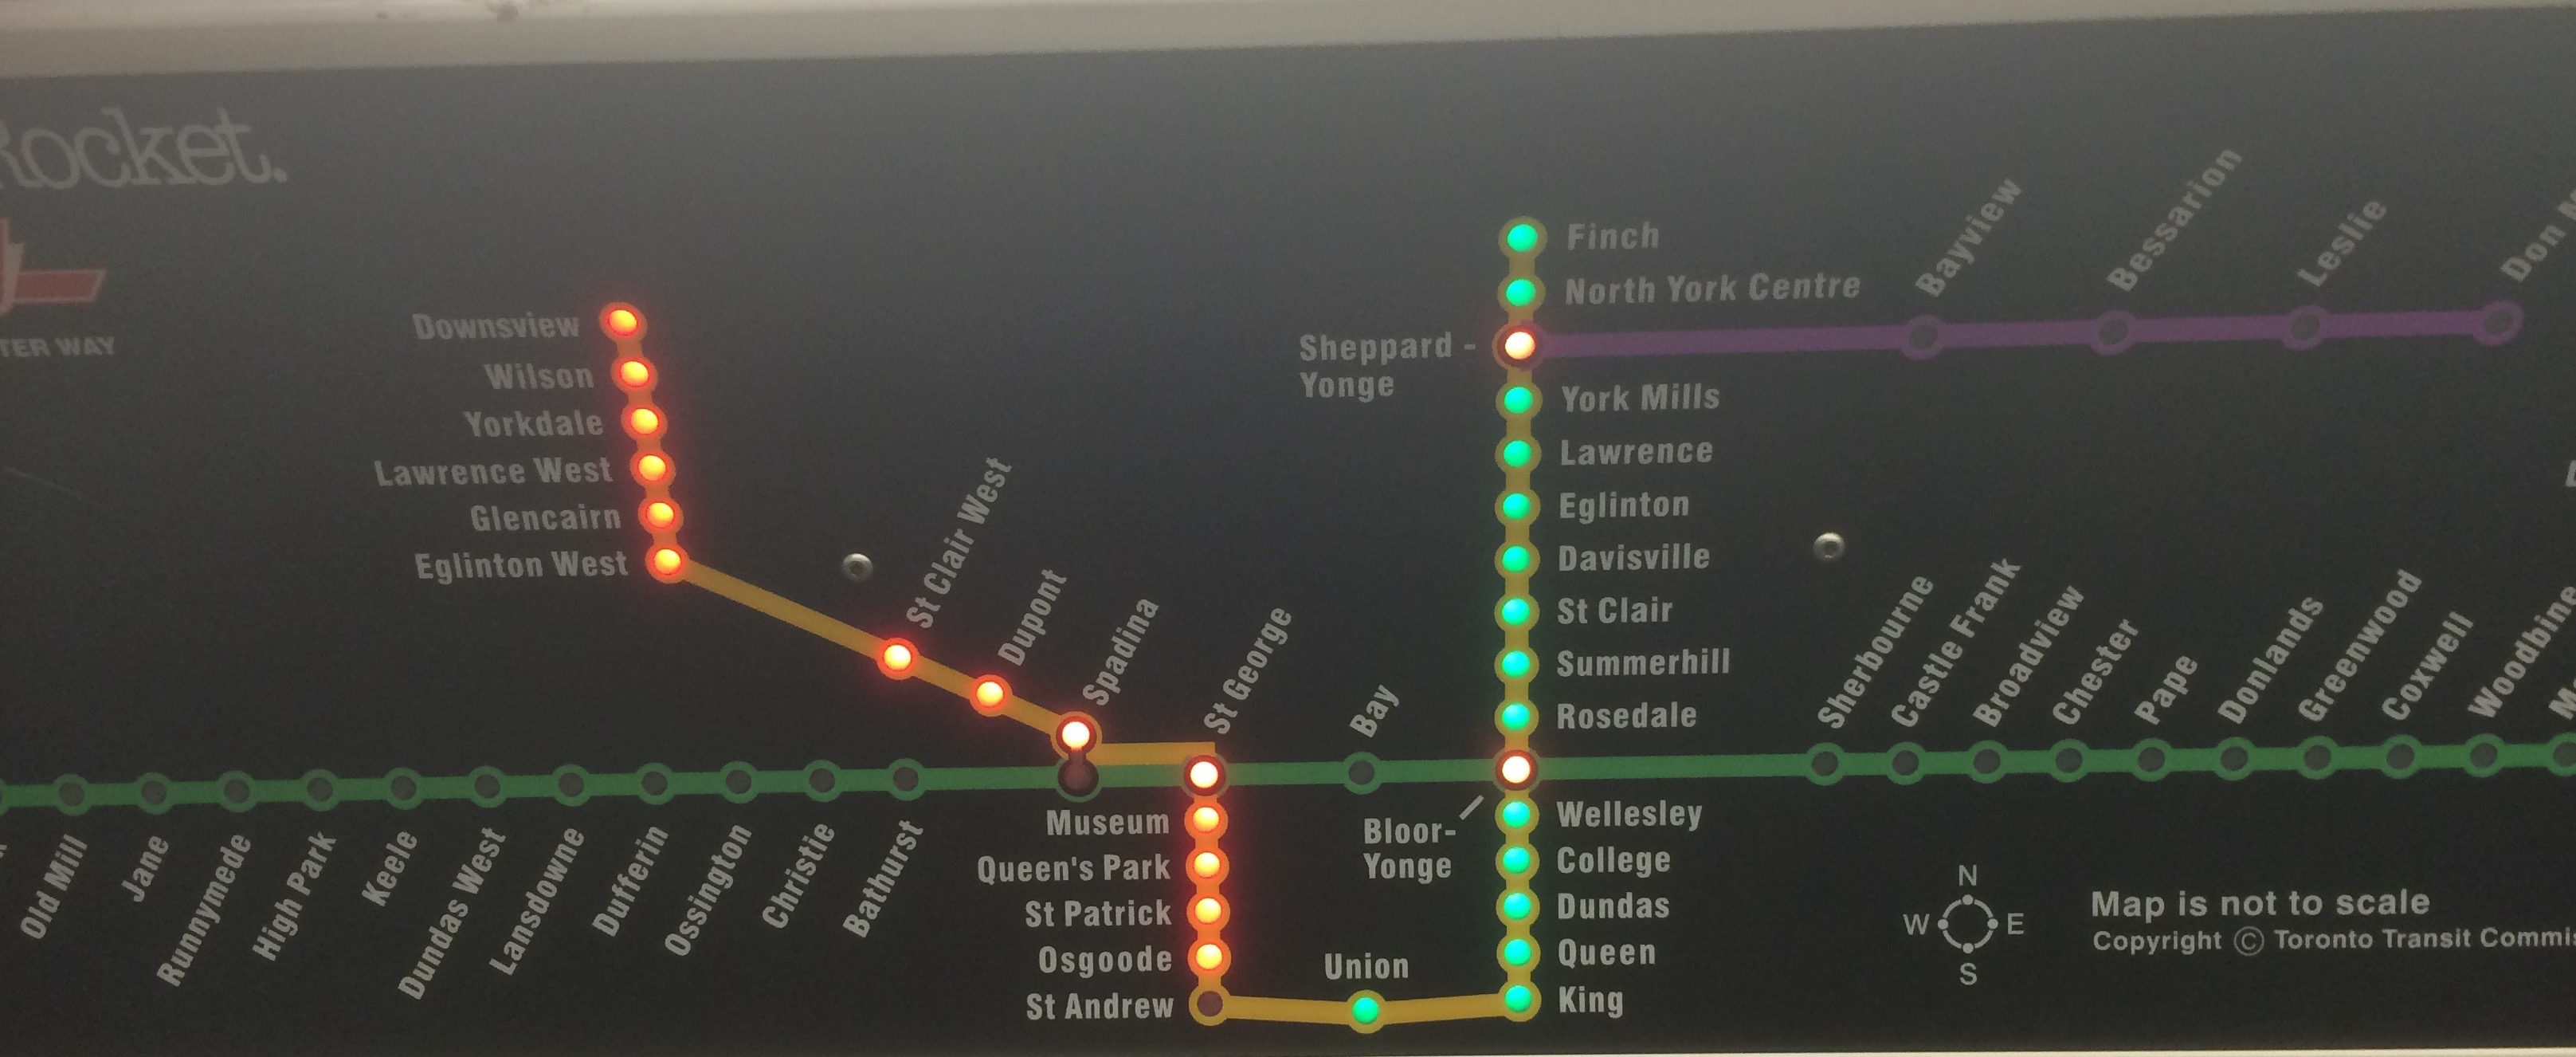 Rocket.
TER WAY
Downsview
Wilson
Yorkdale
Lawrence West
Glencairn
Eglinton West
St Clair West
Dupont
Spadina
St George
Bay
Finch
North York Centre
Sheppard -
Yonge
York Mills
Lawrence
Eglinton
Davisville
St Clair
Summerhill
Rosedale
Bayview
Bessarion
Leslie
Don M
Sherbourne
Castle Frank
Broadview
Chester
Pape
Donlands
Greenwood
Coxwell
Woodbine
Old Mill
Jane
Runnymede
High Park
Keele
Dundas West
Lansdowne
Dufferin
Ossington
Christie
Bathurst
Museum
Queen's Park
St Patrick
Osgoode
St Andrew
Union
Bloor-
Yonge
Wellesley
College
Dundas
Queen
King
N
W E
S
Map is not to scale
Copyright © Toronto Transit Commis